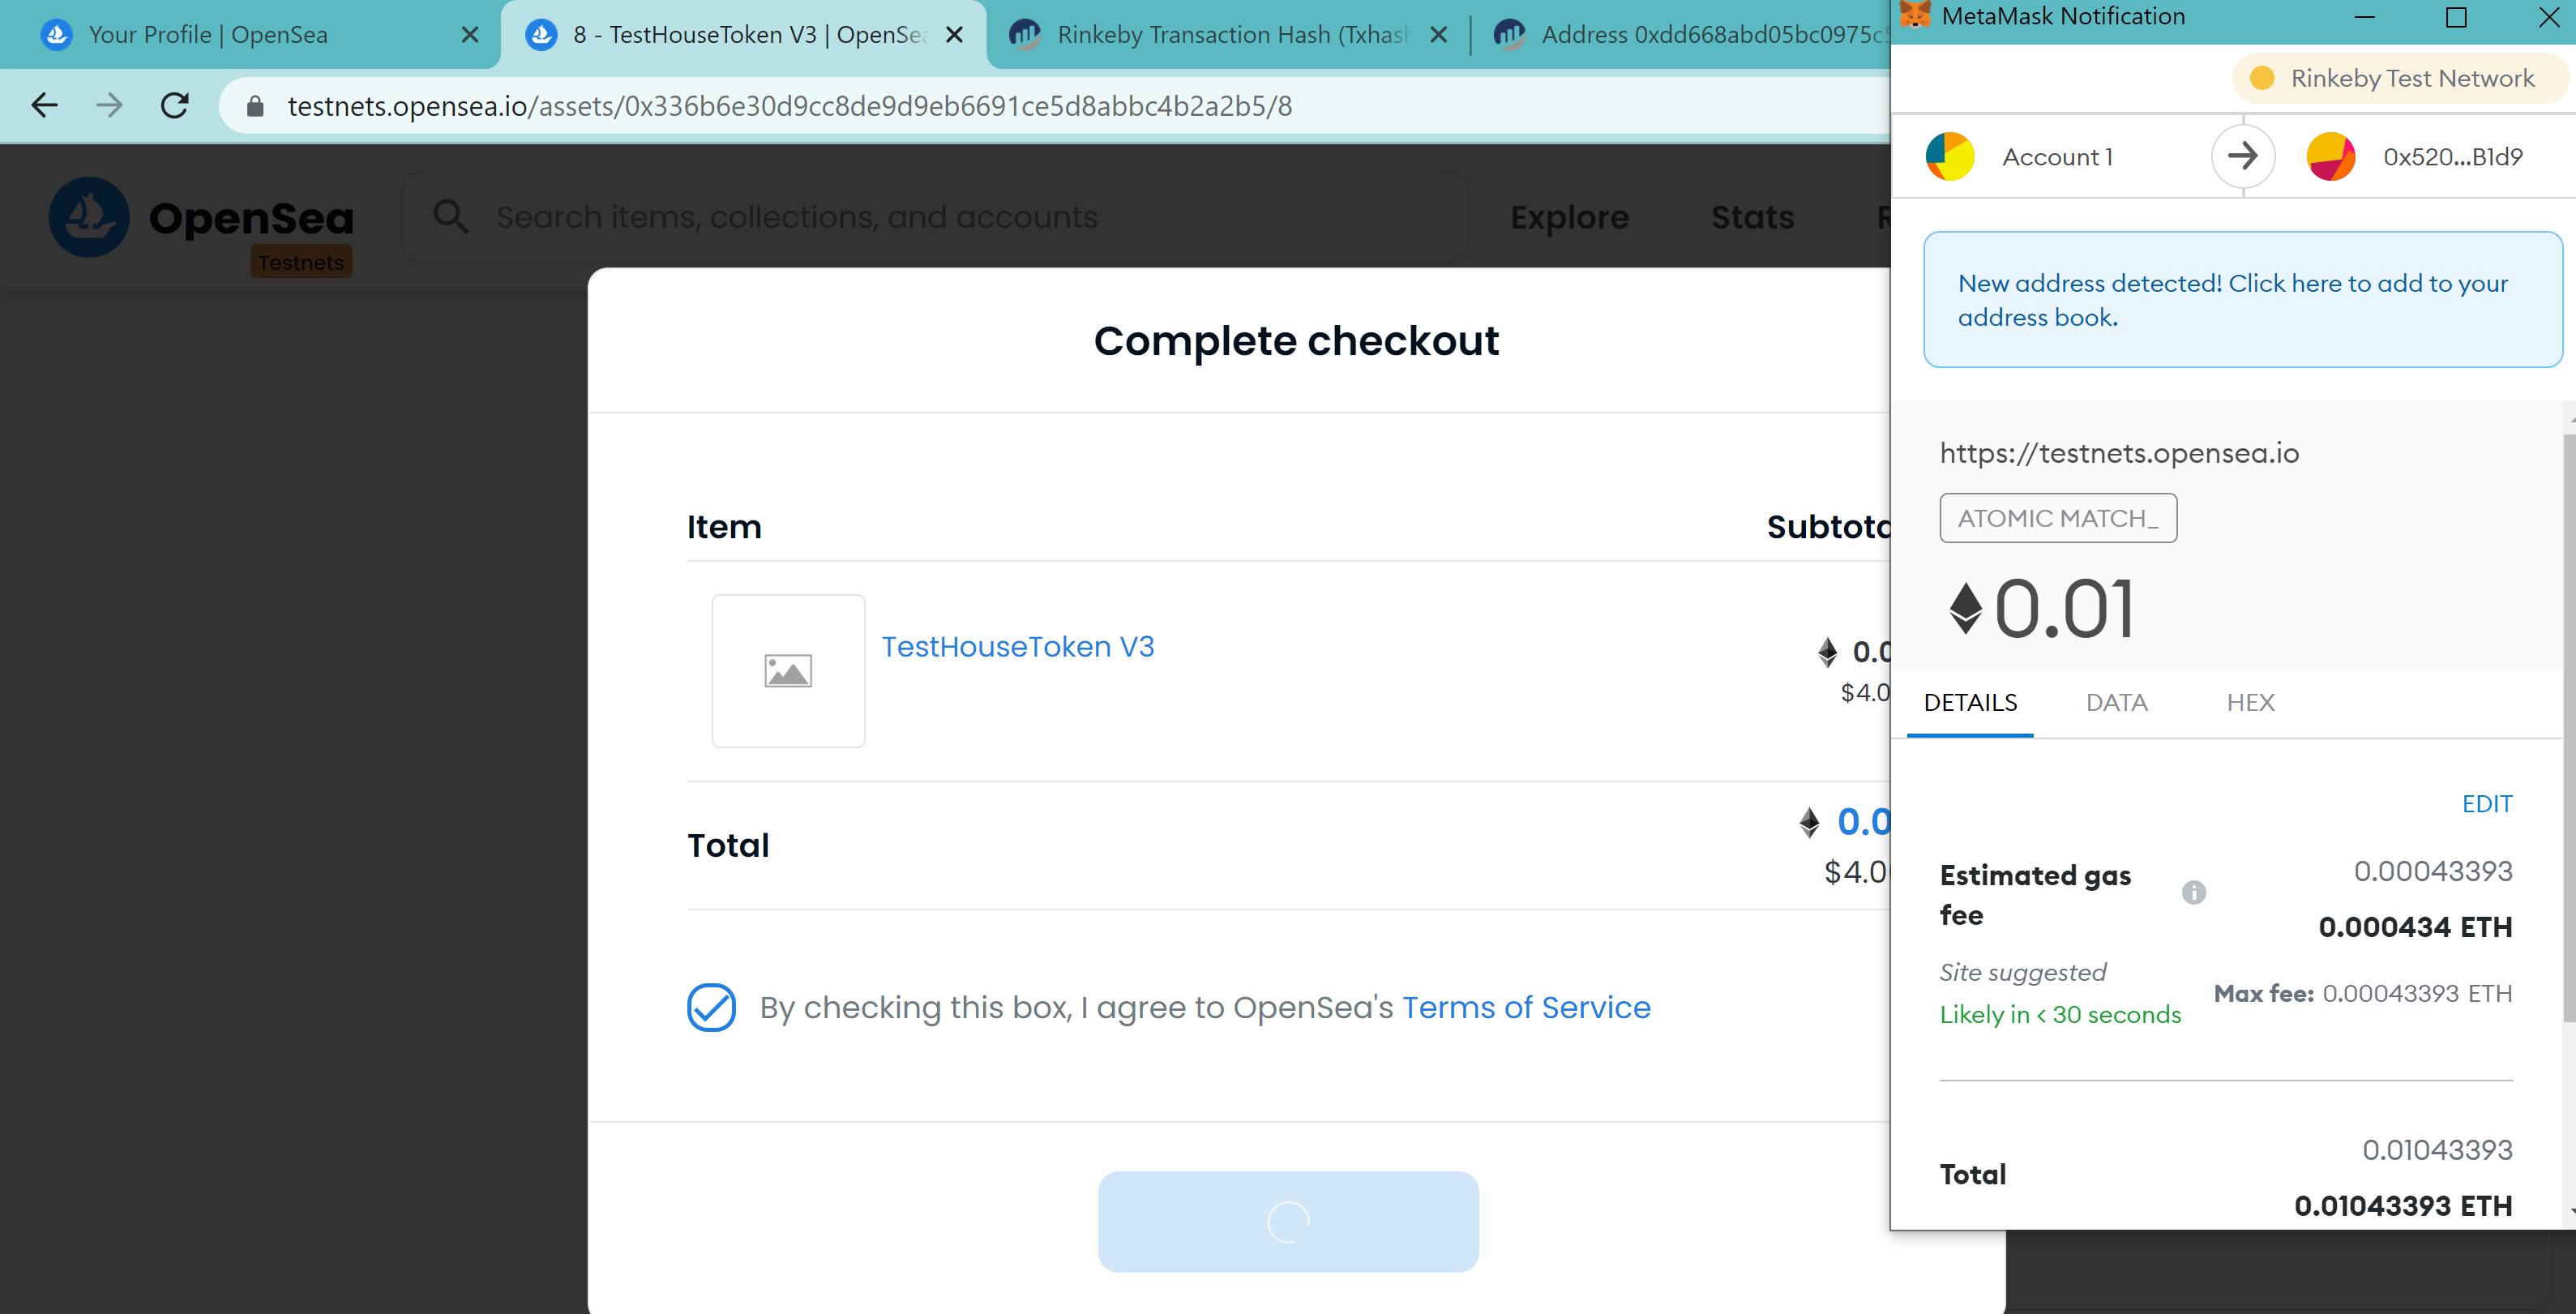 Your Profile | OpenSea
8 - TestHouseToken V3 | OpenSea
Rinkeby Transaction Hash (Txhash
Address 0xdd668abd05bc0975c5
testnets.opensea.io/assets/0x336b6e30d9cc8de9d9eb6691ce5d8abbc4b2a2b5/8
OpenSea
Testnets
Search items, collections, and accounts
Explore
Stats
R
Complete checkout
Item
Subtota
TestHouseToken V3
0.0
$4.0
Total
0.0
$4.0
By checking this box, I agree to OpenSea's Terms of Service
MetaMask Notification
Rinkeby Test Network
Account 1
0x520...B1d9
New address detected! Click here to add to your
address book.
https://testnets.opensea.io
ATOMIC MATCH_
0.01
DETAILS
DATA
HEX
EDIT
Estimated gas
fee
0.00043393
0.000434 ETH
Site suggested
Likely in < 30 seconds
Max fee: 0.00043393 ETH
Total
0.01043393
0.01043393 ETH